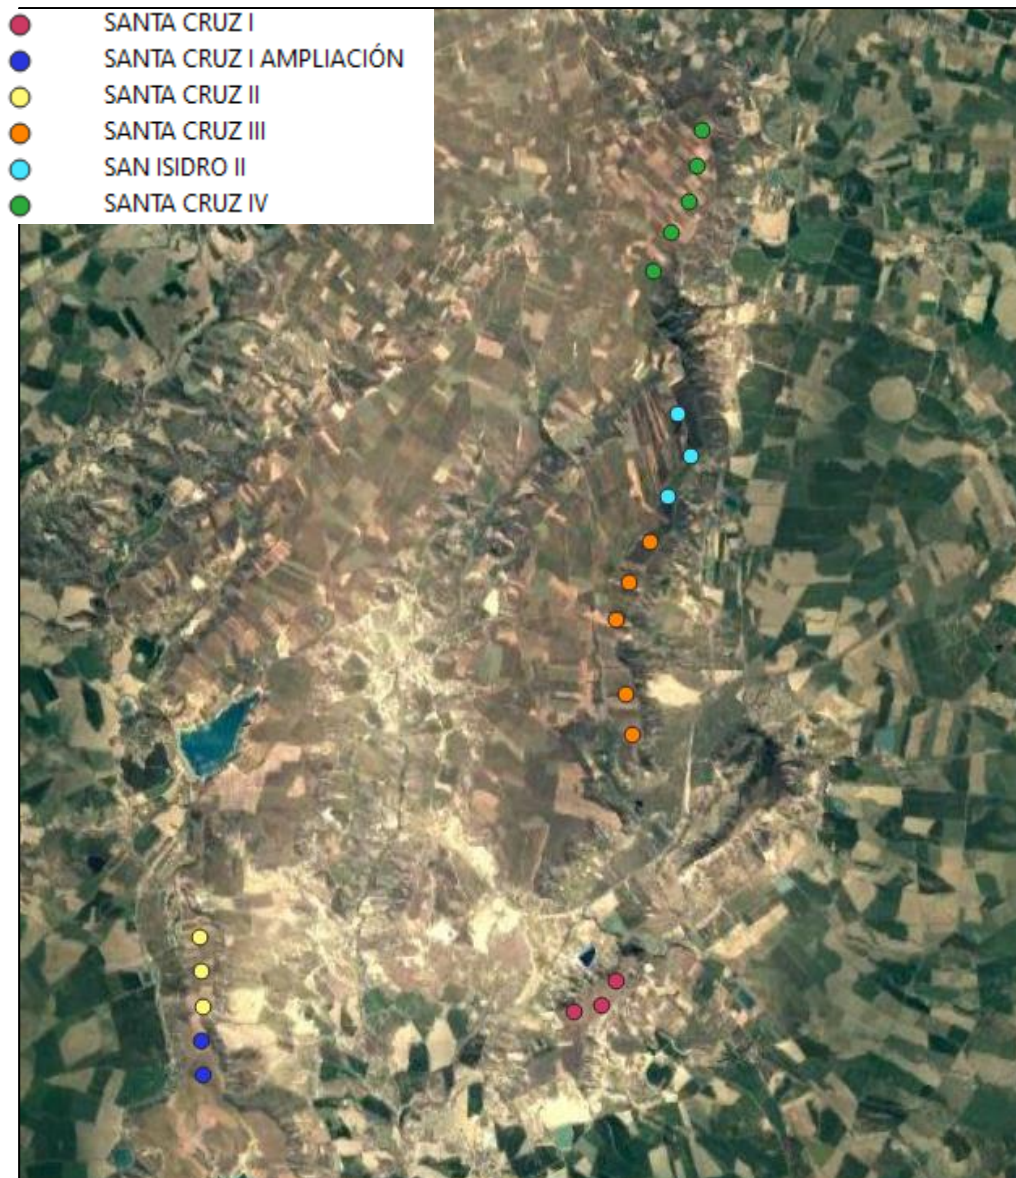 SANTA CRUZ I
SANTA CRUZ I AMPLIACIÓN
SANTA CRUZ II
SANTA CRUZ III
SAN ISIDRO II
SANTA CRUZ IV